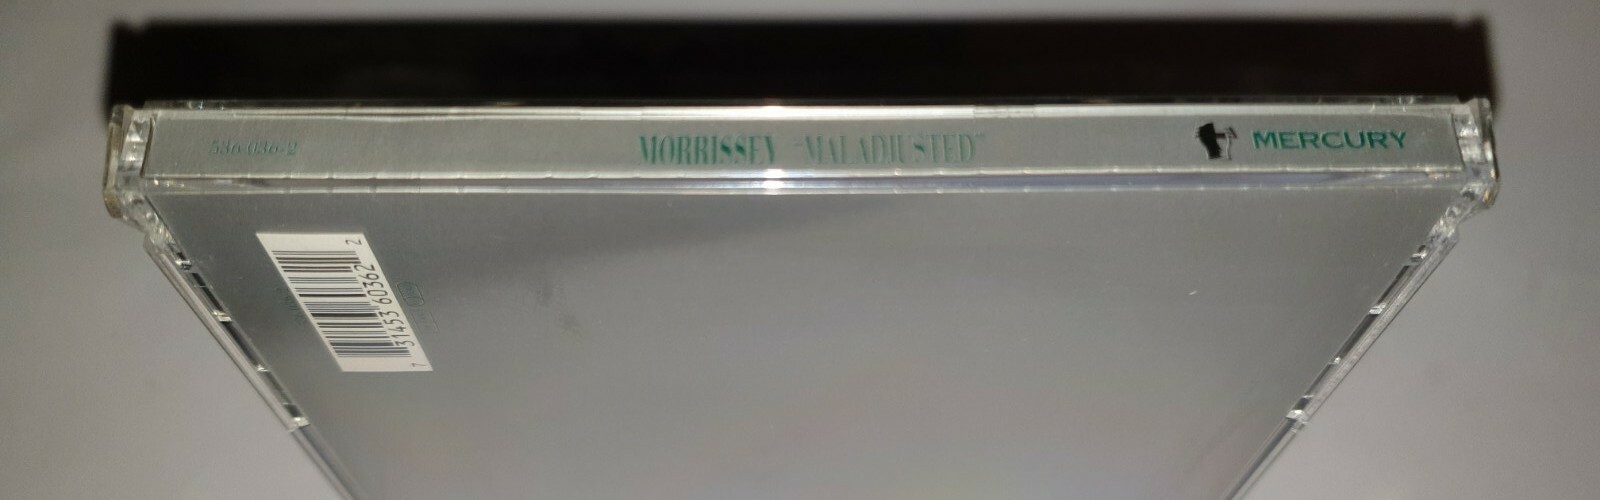 536-036-2 MORRISSEY "MALADJUSTED" MERCURY
7 31453 60362 2